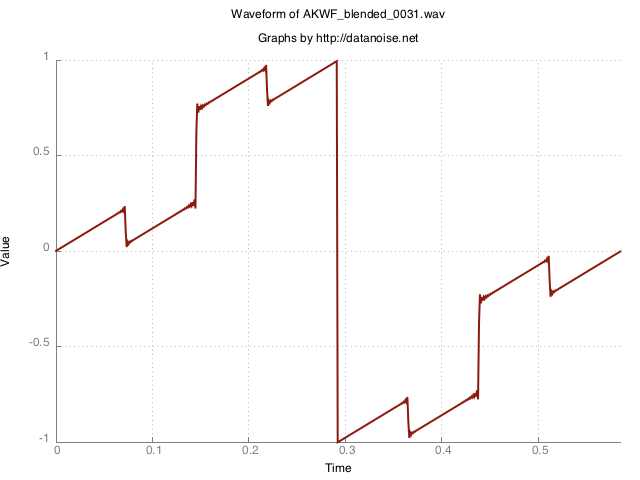 Waveform of AKWF_blended_0031.wav
Graphs by http://datanoise.net
1
0.5
0
-0.5
-1
Value
0 0.1 0.2 0.3 0.4 0.5
Time